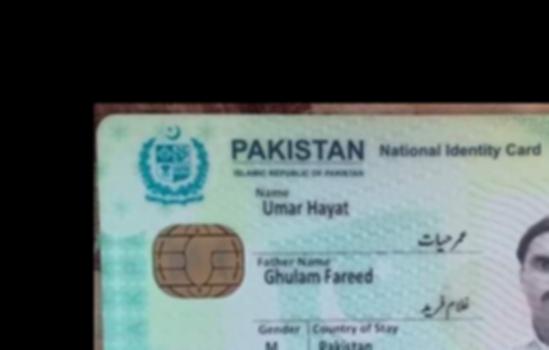 PAKISTAN National Identity Card
ISLAMIC REPUBLIC OF PAKISTAN
Name
Umar Hayat
عمر حیات
Father Name
Ghulam Fareed
غلام فرید
Gender Country of Stay
M Pakistan